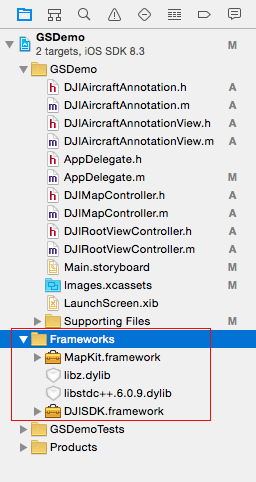 GSDemo
2 targets, iOS SDK 8.3
M
GSDemo
DJIAircraftAnnotation.h A
DJIAircraftAnnotation.m A
DJIAircraftAnnotationView.h A
DJIAircraftAnnotationView.m A
AppDelegate.h
AppDelegate.m M
DJIMapController.h A
DJIMapController.m A
DJIRootViewController.h A
DJIRootViewController.m A
Main.storyboard M
Images.xcassets M
LaunchScreen.xib
Supporting Files M
Frameworks
MapKit.framework
libz.dylib
libstdc++.6.0.9.dylib
DJISDK.framework
GSDemoTests
Products